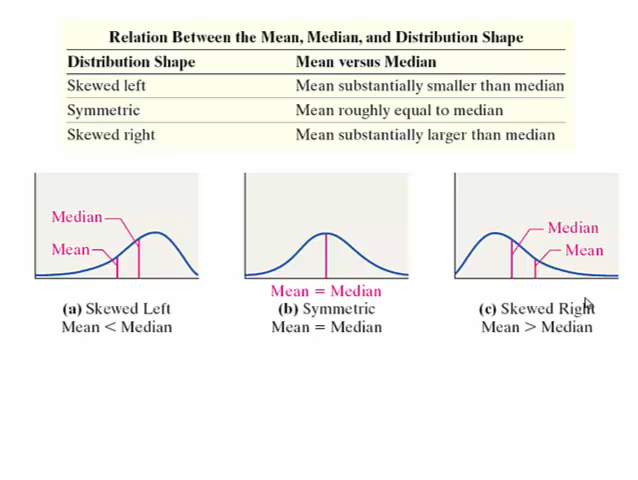 Relation Between the Mean, Median, and Distribution Shape
Distribution Shape Mean versus Median
Skewed left Mean substantially smaller than median
Symmetric Mean roughly equal to median
Skewed right Mean substantially larger than median
Median
Mean
(a) Skewed Left
Mean < Median
Mean = Median
(b) Symmetric
Mean = Median
Median
Mean
(c) Skewed Right
Mean > Median